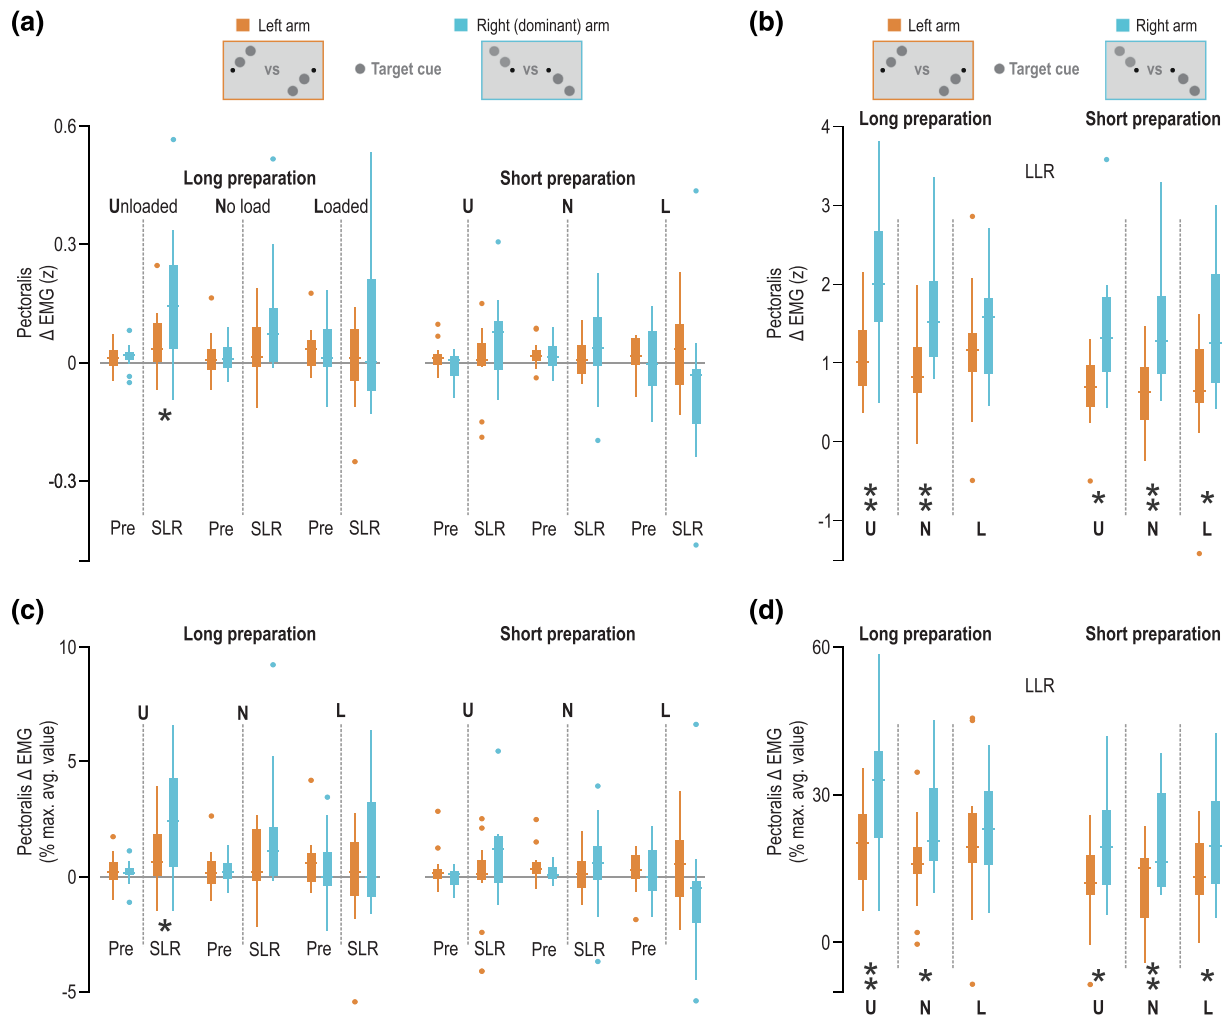 (a)
Left arm
Right (dominant) arm
vs
Target cue
vs
0.6
0.3
0
-0.3
Pectoralis
Δ EMG (z)
Long preparation
Short preparation
Unloaded
No load
Loaded
U
N
L
*
Pre
SLR
Pre
SLR
Pre
SLR
Pre
SLR
Pre
SLR
Pre
SLR
(b)
Left arm
Right arm
vs
Target cue
vs
Long preparation
Short preparation
LLR
4
3
2
1
0
-1
Pectoralis
Δ EMG (z)
* * * *
* * * *
U
N
L
U
N
L
(c)
Long preparation
Short preparation
10
5
0
-5
Pectoralis Δ EMG
(% max. avg. value)
U
N
L
U
N
L
*
Pre
SLR
Pre
SLR
Pre
SLR
Pre
SLR
Pre
SLR
Pre
(d)
Long preparation
Short preparation
LLR
60
30
0
Pectoralis Δ EMG
(% max. avg. value)
* * * * *
* *
U
N
L
U
N
L